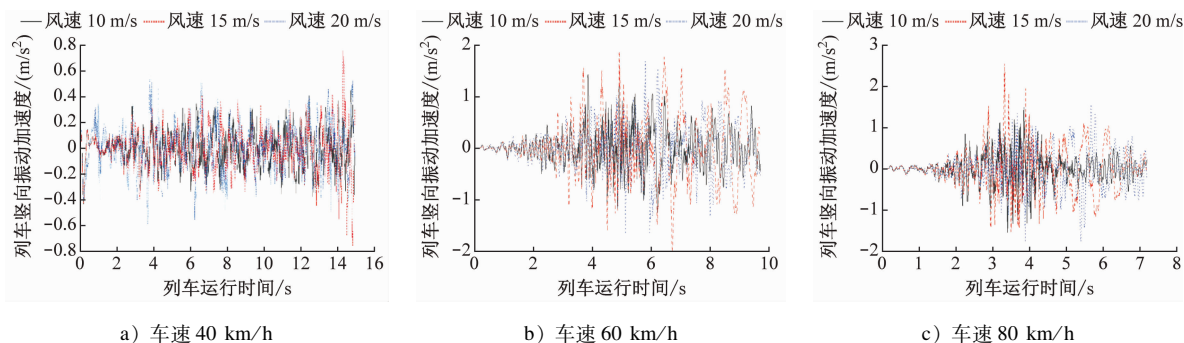 风速 10 m/s 风速 15 m/s 风速 20 m/s
列车竖向振动加速度/(m/s²)
0.8
0.6
0.4
0.2
0
−0.2
−0.4
−0.6
−0.8
0 2 4 6 8 10 12 14 16
列车运行时间/s
a) 车速 40 km/h
风速 10 m/s 风速 15 m/s 风速 20 m/s
列车竖向振动加速度/(m/s²)
2
1
0
−1
−2
0 2 4 6 8 10
列车运行时间/s
b) 车速 60 km/h
风速 10 m/s 风速 15 m/s 风速 20 m/s
列车竖向振动加速度/(m/s²)
3
2
1
0
−1
−2
0 1 2 3 4 5 6 7 8
列车运行时间/s
c) 车速 80 km/h